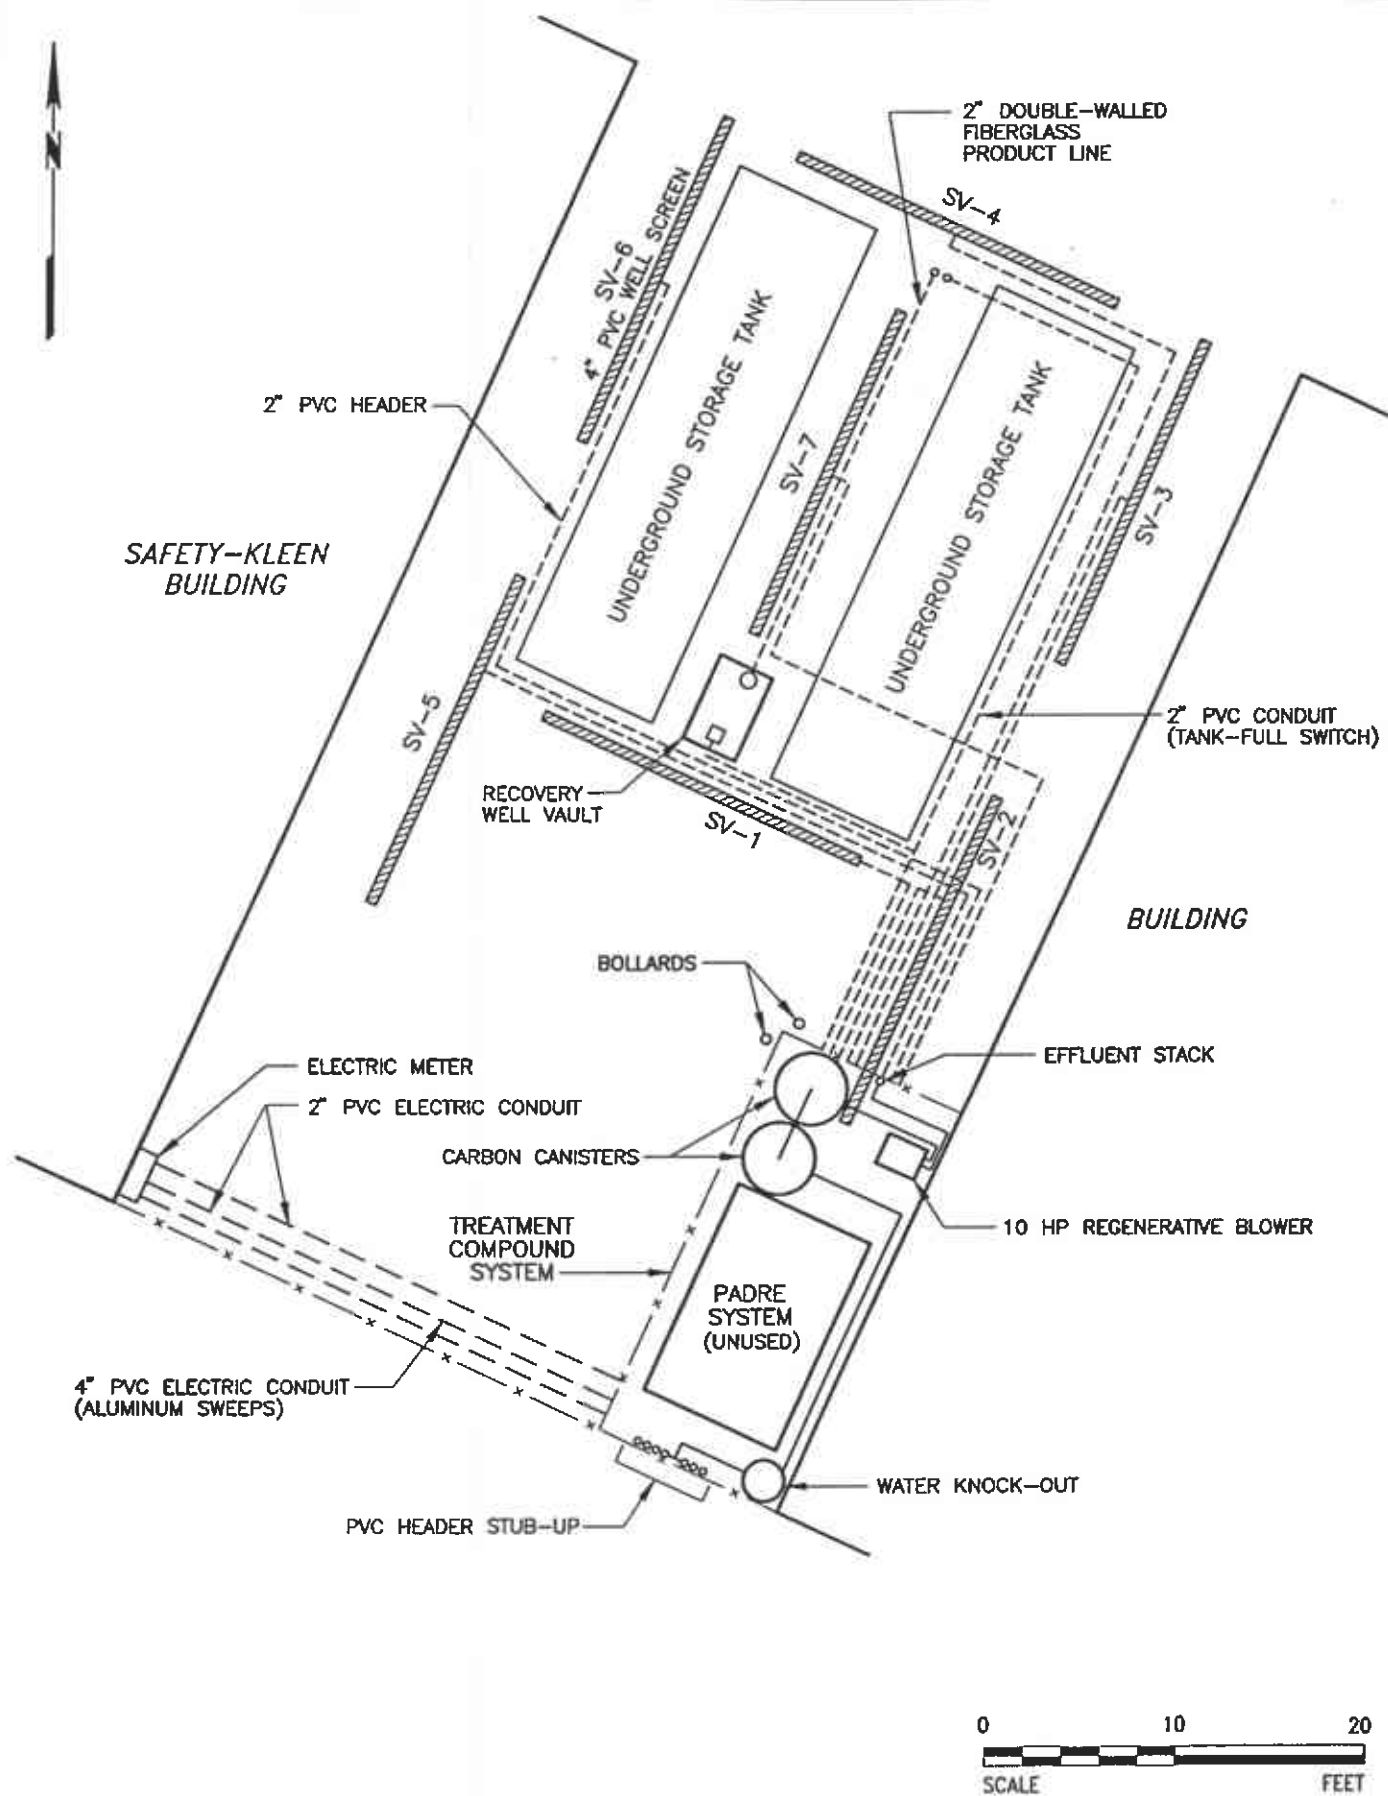 N
2" DOUBLE-WALLED
FIBERGLASS
PRODUCT LINE
SV-4
SV-6
4" PVC WELL SCREEN
UNDERGROUND STORAGE TANK
2" PVC HEADER
SV-7
UNDERGROUND STORAGE TANK
SV-3
SAFETY-KLEEN
BUILDING
SV-5
2" PVC CONDUIT
(TANK-FULL SWITCH)
RECOVERY
WELL VAULT
SV-1
SV-2
BUILDING
BOLLARDS
EFFLUENT STACK
ELECTRIC METER
2" PVC ELECTRIC CONDUIT
CARBON CANISTERS
TREATMENT
COMPOUND
SYSTEM
10 HP REGENERATIVE BLOWER
PADRE
SYSTEM
(UNUSED)
4" PVC ELECTRIC CONDUIT
(ALUMINUM SWEEPS)
WATER KNOCK-OUT
PVC HEADER STUB-UP
0 10 20
SCALE FEET